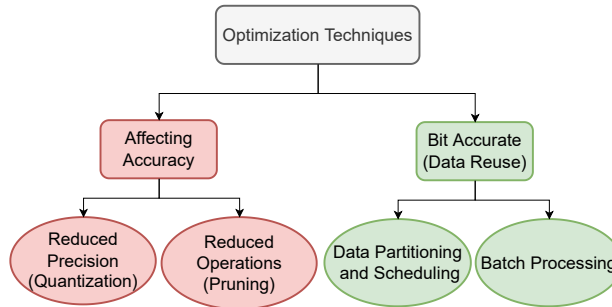 Optimization Techniques
Affecting
Accuracy
Bit Accurate
(Data Reuse)
Reduced
Precision
(Quantization)
Reduced
Operations
(Pruning)
Data Partitioning
and Scheduling
Batch Processing